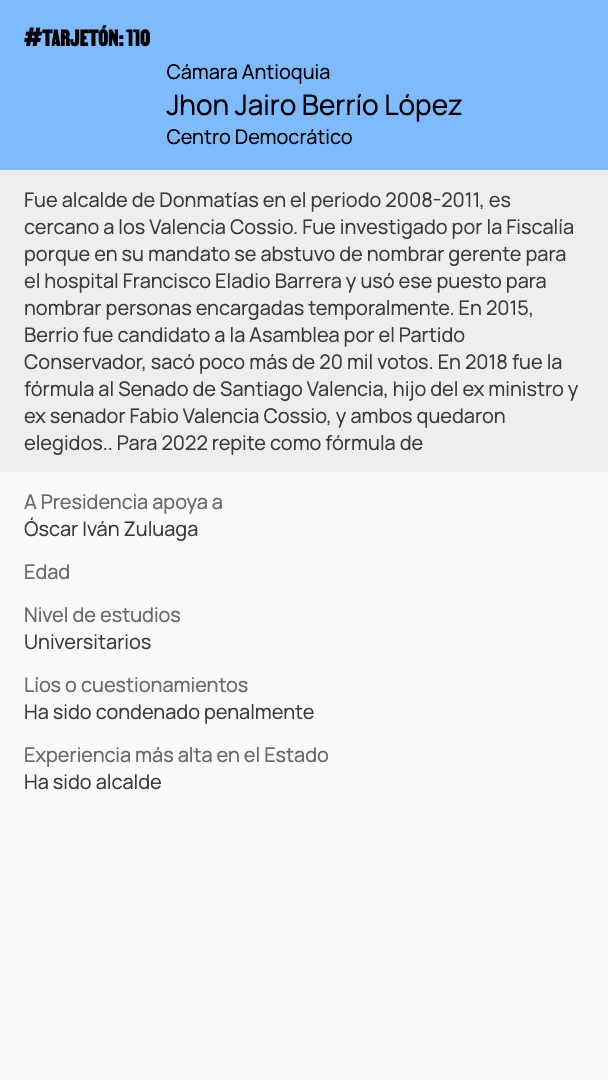 #TARJETÓN: 110
Cámara Antioquia
Jhon Jairo Berrío López
Centro Democrático
Fue alcalde de Donmatías en el periodo 2008-2011, es
cercano a los Valencia Cossio. Fue investigado por la Fiscalía
porque en su mandato se abstuvo de nombrar gerente para
el hospital Francisco Eladio Barrera y usó ese puesto para
nombrar personas encargadas temporalmente. En 2015,
Berrio fue candidato a la Asamblea por el Partido
Conservador, sacó poco más de 20 mil votos. En 2018 fue la
fórmula al Senado de Santiago Valencia, hijo del ex ministro y
ex senador Fabio Valencia Cossio, y ambos quedaron
elegidos.. Para 2022 repite como fórmula de
A Presidencia apoya a
Óscar Iván Zuluaga
Edad
Nivel de estudios
Universitarios
Líos o cuestionamientos
Ha sido condenado penalmente
Experiencia más alta en el Estado
Ha sido alcalde